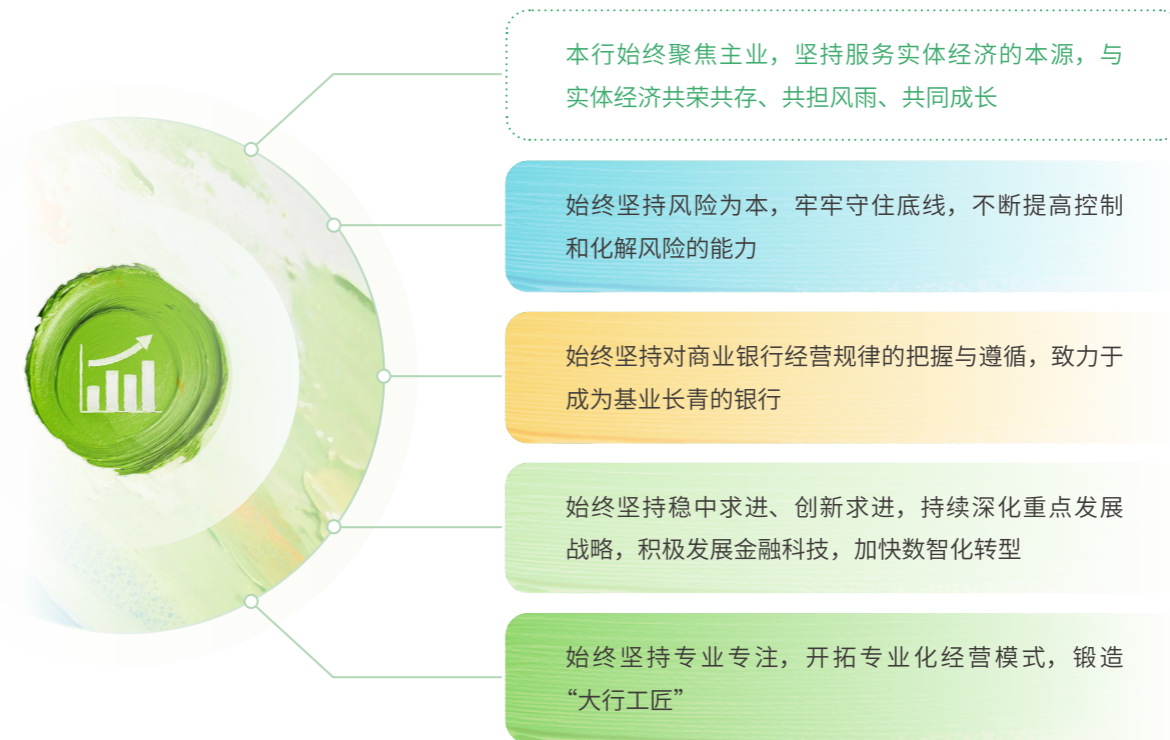 本行始终聚焦主业，坚持服务实体经济的本源，与
实体经济共荣共存、共担风雨、共同成长
始终坚持风险为本，牢牢守住底线，不断提高控制
和化解风险的能力
始终坚持对商业银行经营规律的把握与遵循，致力于
成为基业长青的银行
始终坚持稳中求进、创新求进，持续深化重点发展
战略，积极发展金融科技，加快数智化转型
始终坚持专业专注，开拓专业化经营模式，锻造
“大行工匠”